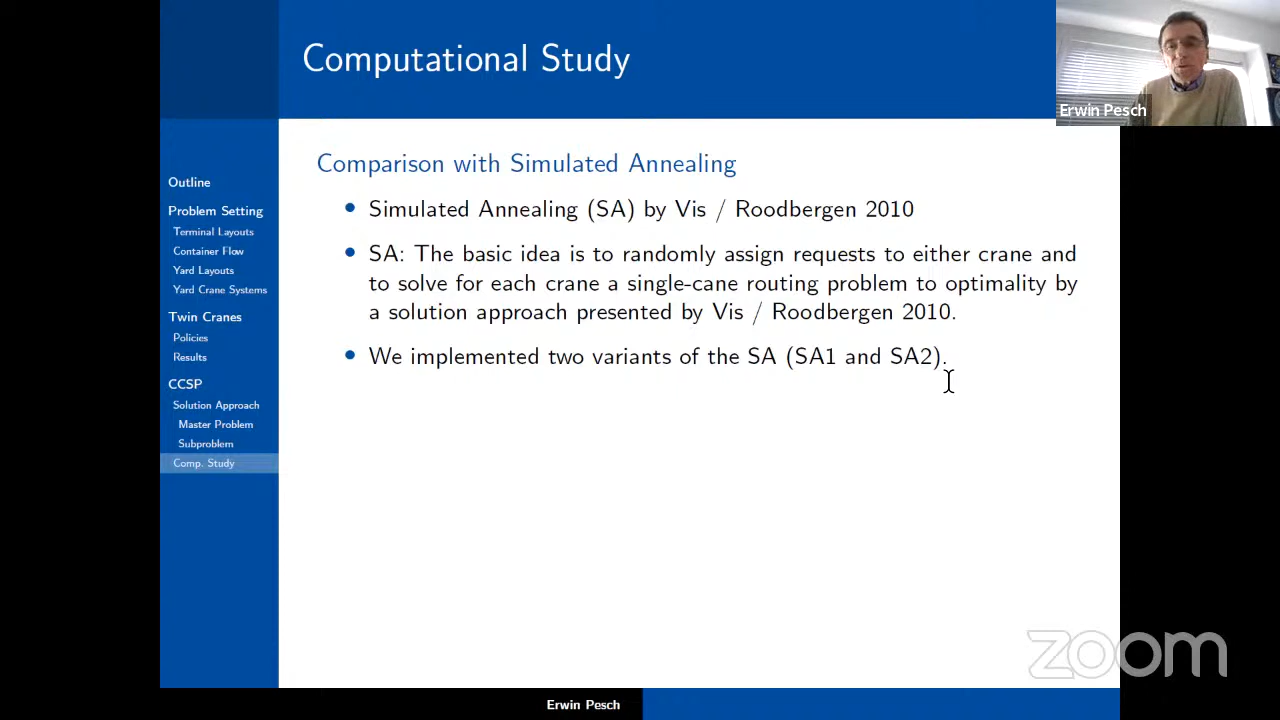 Computational Study
Erwin Pesch
Outline
Problem Setting
Terminal Layouts
Container Flow
Yard Layouts
Yard Crane Systems
Twin Cranes
Policies
Results
CCSP
Solution Approach
Master Problem
Subproblem
Comp. Study
Comparison with Simulated Annealing
Simulated Annealing (SA) by Vis / Roodbergen 2010
SA: The basic idea is to randomly assign requests to either crane and
to solve for each crane a single-cane routing problem to optimality by
a solution approach presented by Vis / Roodbergen 2010.
We implemented two variants of the SA (SA1 and SA2).
zoom
Erwin Pesch